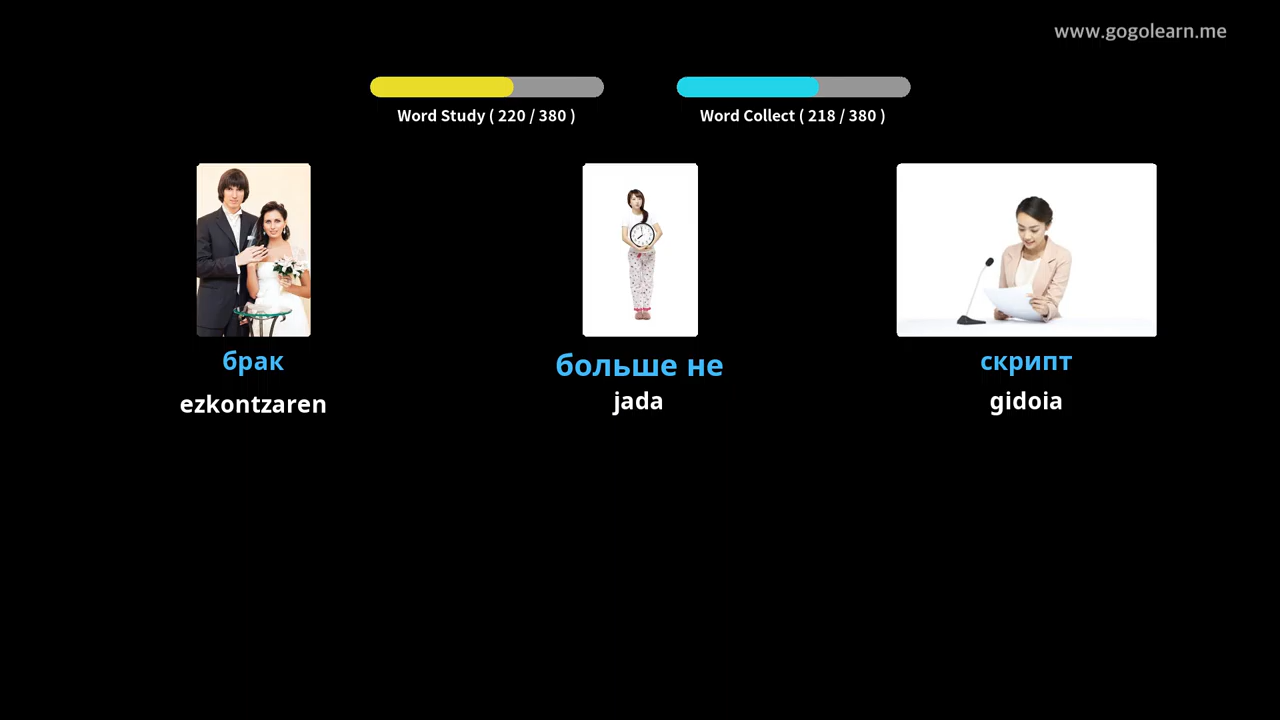 www.gogolearn.me
Word Study ( 220 / 380 )
Word Collect ( 218 / 380 )
брак
больше не
скрипт
ezkontzaren
jada
gidoia